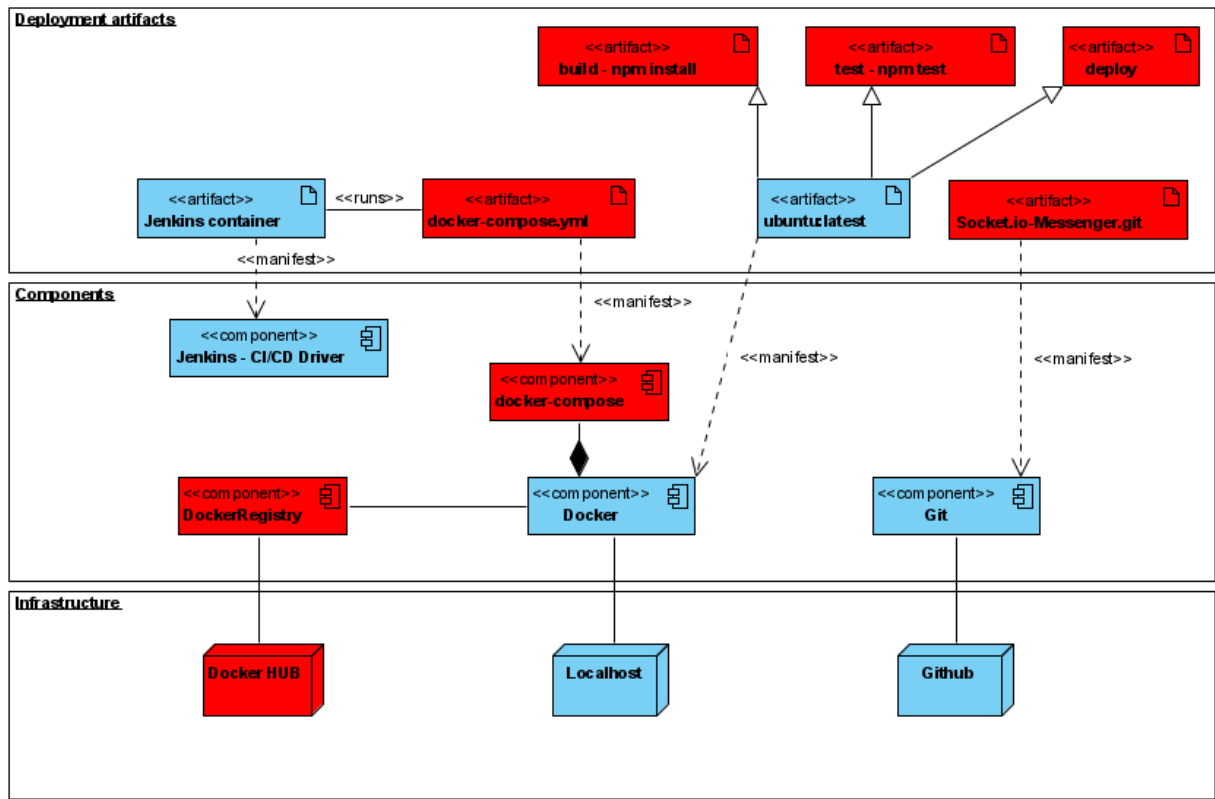 Deployment artifacts
<<artifact>>
build - npm install
<<artifact>>
test - npm test
<<artifact>>
deploy
<<artifact>>
Jenkins container
<<runs>>
<<artifact>>
docker-compose.yml
<<artifact>>
ubuntu:latest
<<artifact>>
Socket.io-Messenger.git
<<manifest>>
Components
<<manifest>>
<<component>>
Jenkins - CI/CD Driver
<<manifest>>
<<manifest>>
<<component>>
docker-compose
<<component>>
DockerRegistry
<<component>>
Docker
<<component>>
Git
Infrastructure
Docker HUB
Localhost
Github